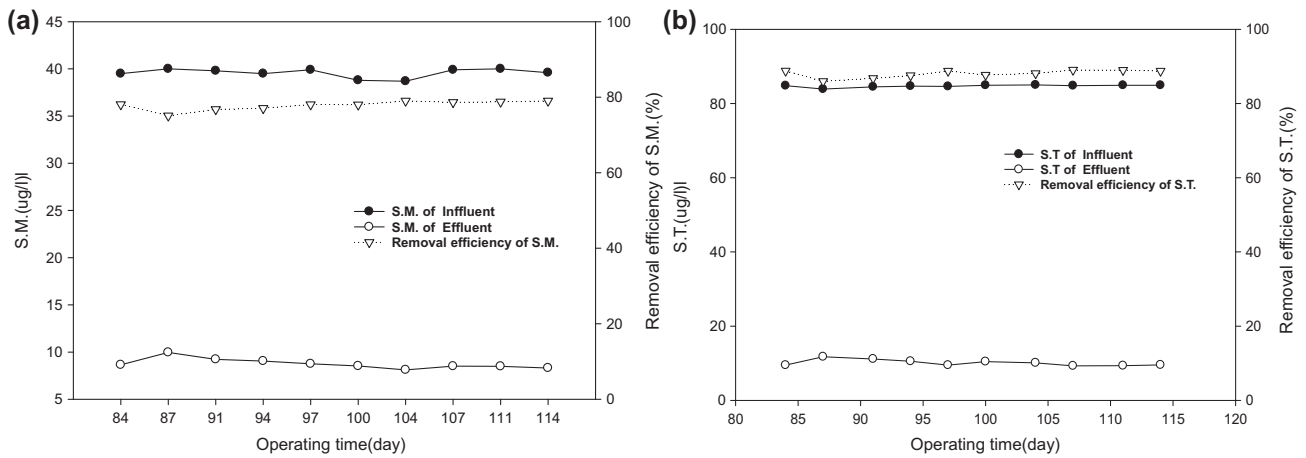 (a)
45
40
35
30
25
20
15
10
5
S.M.(ug/l)l
100
80
60
40
20
0
Removal efficiency of S.M.(%)
S.M. of Inffluent
S.M. of Effluent
Removal efficiency of S.M.
84 87 91 94 97 100 104 107 111 114
Operating time(day)
(b)
100
80
60
40
20
0
S.T.(ug/l)l
100
80
60
40
20
0
Removal efficiency of S.T.(%)
S.T of Inffluent
S.T of Effluent
Removal efficiency of S.T.
80 85 90 95 100 105 110 115 120
Operating time(day)